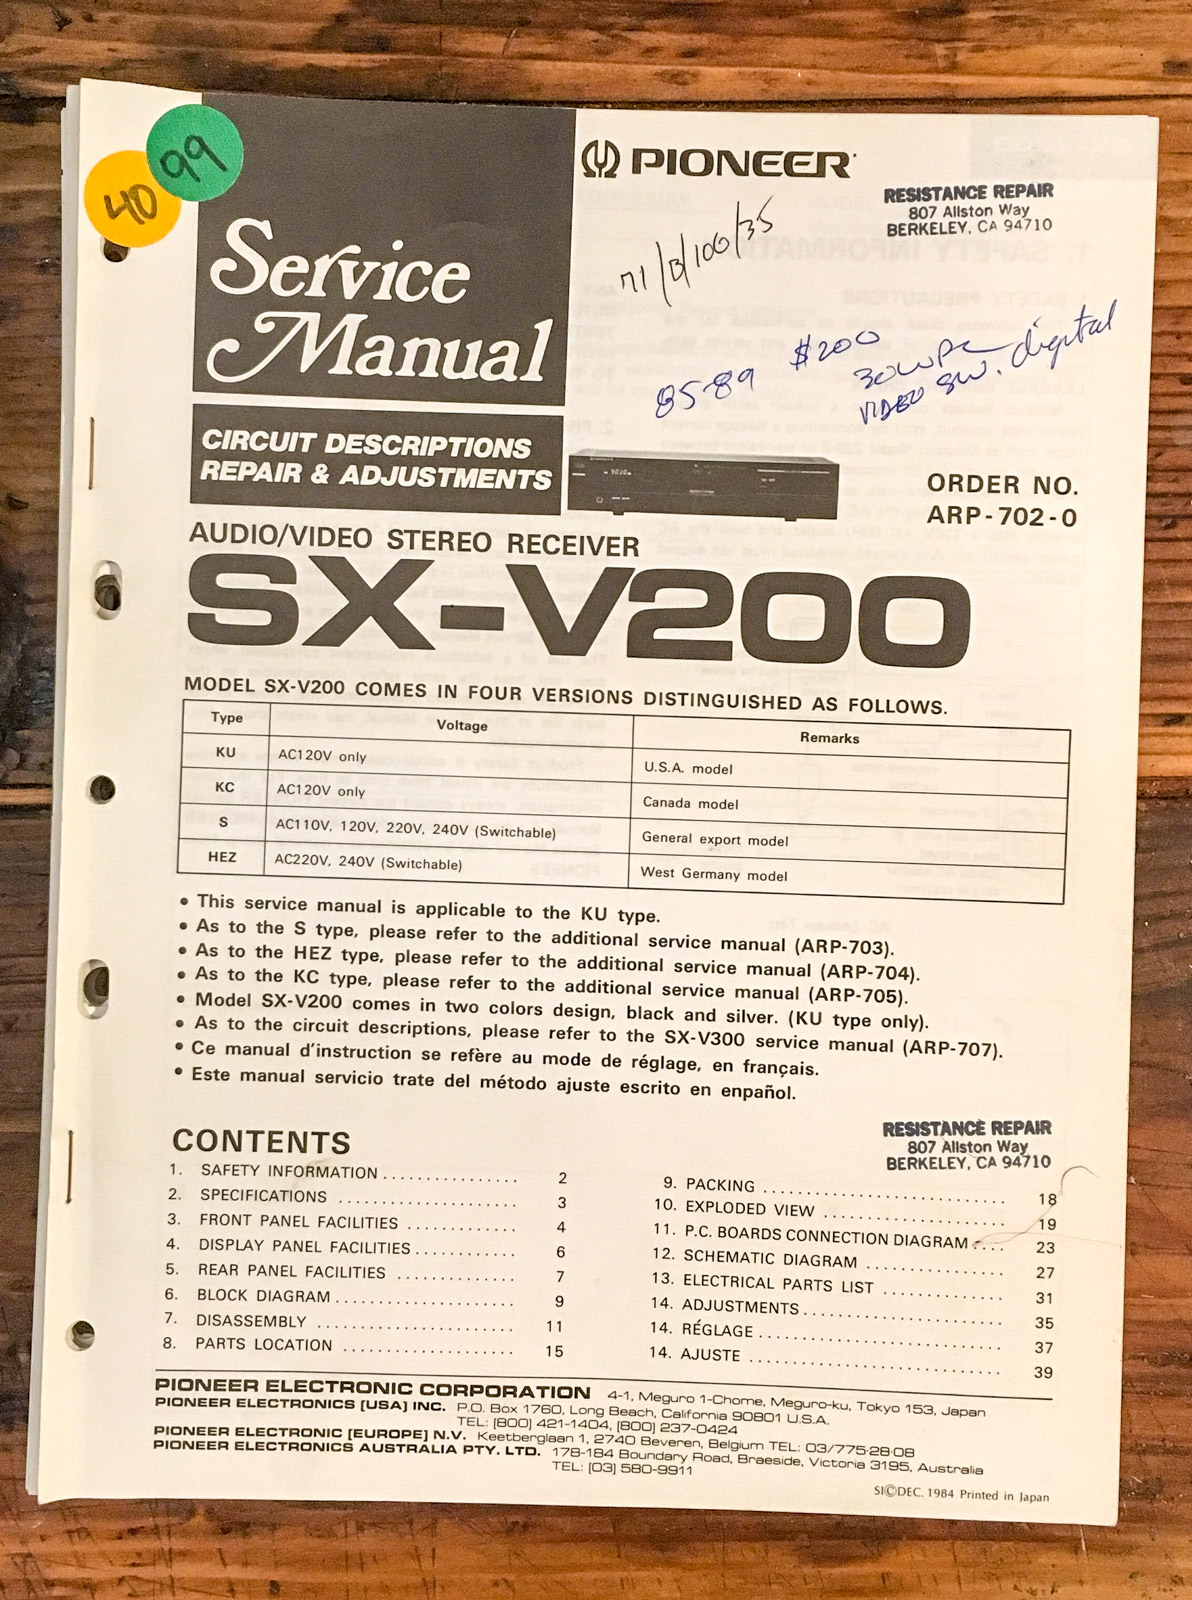 99
40
Service
Manual
CIRCUIT DESCRIPTIONS
REPAIR & ADJUSTMENTS
PIONEER
RESISTANCE REPAIR
807 Allston Way
BERKELEY, CA 94710
71/B/100/35
85-89 $200
30WPC
VIDEO SW. digital
ORDER NO.
ARP-702-0
AUDIO/VIDEO STEREO RECEIVER
SX-V200
MODEL SX-V200 COMES IN FOUR VERSIONS DISTINGUISHED AS FOLLOWS.
Type Voltage Remarks
KU AC120V only U.S.A. model
KC AC120V only Canada model
S AC110V, 120V, 220V, 240V (Switchable) General export model
HEZ AC220V, 240V (Switchable) West Germany model
• This service manual is applicable to the KU type.
• As to the S type, please refer to the additional service manual (ARP-703).
• As to the HEZ type, please refer to the additional service manual (ARP-704).
• As to the KC type, please refer to the additional service manual (ARP-705).
• Model SX-V200 comes in two colors design, black and silver. (KU type only).
• As to the circuit descriptions, please refer to the SX-V300 service manual (ARP-707).
• Ce manual d'instruction se refère au mode de réglage, en français.
• Este manual servicio trate del método ajuste escrito en enpañol.
CONTENTS
1. SAFETY INFORMATION ................ 2
2. SPECIFICATIONS ..................... 3
3. FRONT PANEL FACILITIES ............. 4
4. DISPLAY PANEL FACILITIES ............ 6
5. REAR PANEL FACILITIES .............. 7
6. BLOCK DIAGRAM ..................... 9
7. DISASSEMBLY ....................... 11
8. PARTS LOCATION .................... 15
RESISTANCE REPAIR
807 Allston Way
BERKELEY, CA 94710
9. PACKING ............................ 18
10. EXPLODED VIEW ..................... 19
11. P.C. BOARDS CONNECTION DIAGRAM .... 23
12. SCHEMATIC DIAGRAM ................ 27
13. ELECTRICAL PARTS LIST .............. 31
14. ADJUSTMENTS ....................... 35
14. RÉGLAGE ........................... 37
14. AJUSTE ............................. 39
PIONEER ELECTRONIC CORPORATION 4-1, Meguro 1-Chome, Meguro-ku, Tokyo 153, Japan
PIONEER ELECTRONICS [USA] INC. P.O. Box 1760, Long Beach, California 90801 U.S.A.
TEL: [800] 421-1404, [800] 237-0424
PIONEER ELECTRONIC [EUROPE] N.V. Keetberglaan 1, 2740 Beveren, Belgium TEL: 03/775·28·08
PIONEER ELECTRONICS AUSTRALIA PTY. LTD. 178-184 Boundary Road, Braeside, Victoria 3195, Australia
TEL: [03] 580-9911
SI©DEC. 1984 Printed in Japan